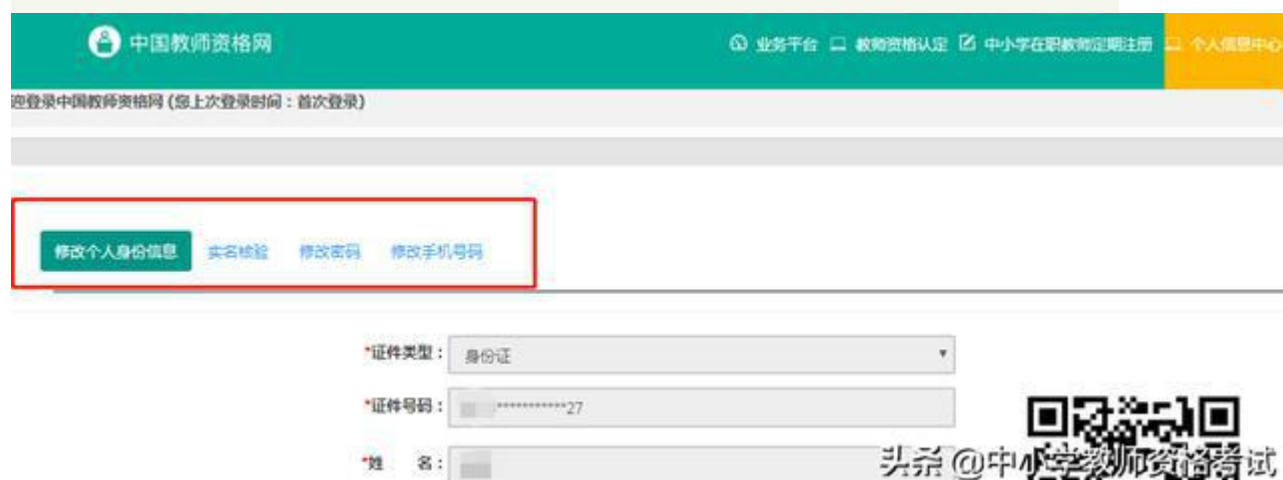 中国教师资格网
业务平台 教师资格认定 中小学在职教师定期注册 个人信息中心
迎登录中国教师资格网 (您上次登录时间：首次登录)
修改个人身份信息 实名核验 修改密码 修改手机号码
*证件类型： 身份证
*证件号码： ***********27
*姓 名：
头条 @中小学教师资格考试